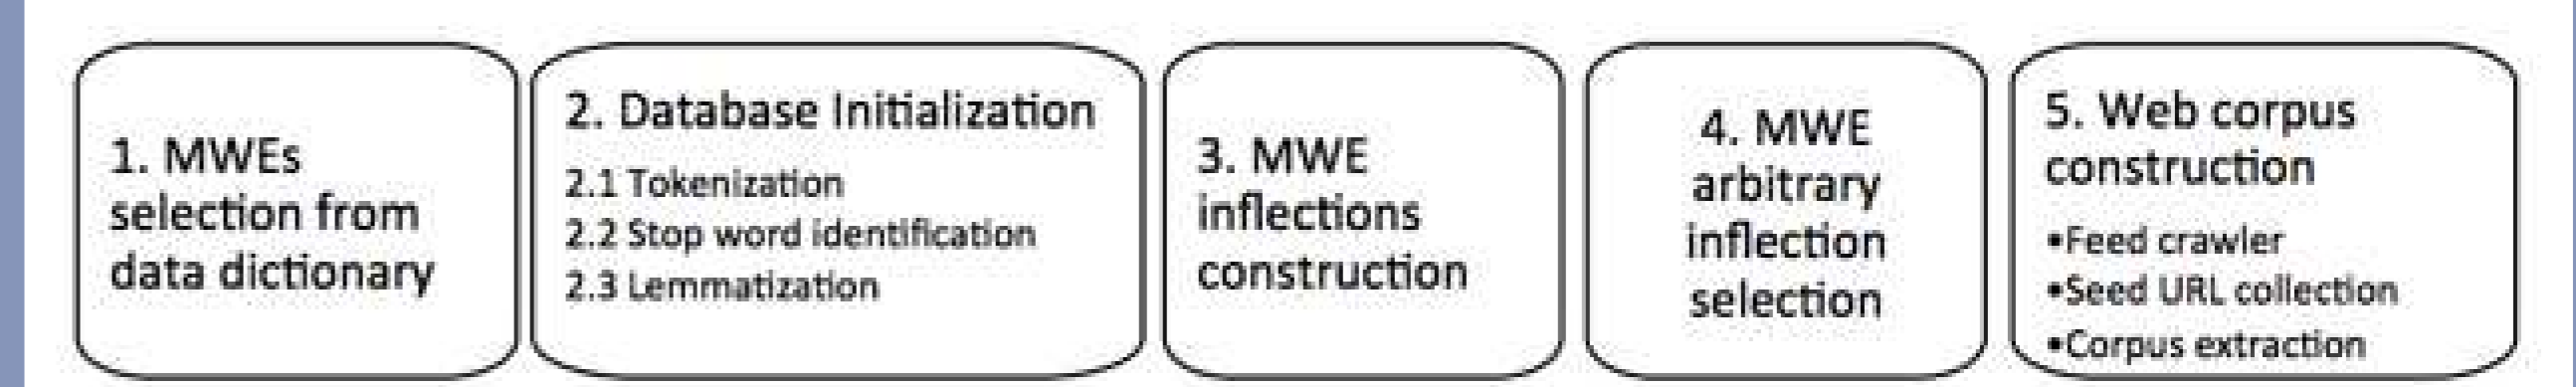 1. MWEs
selection from
data dictionary
2. Database Initialization
2.1 Tokenization
2.2 Stop word identification
2.3 Lemmatization
3. MWE
inflections
construction
4. MWE
arbitrary
inflection
selection
5. Web corpus
construction
•Feed crawler
•Seed URL collection
•Corpus extraction